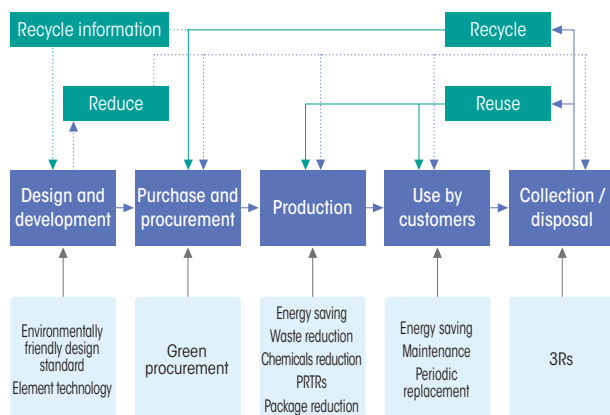 Recycle information
Recycle
Reduce
Reuse
Design and
development
Purchase and
procurement
Production
Use by
customers
Collection /
disposal
Environmentally
friendly design
standard
Element technology
Green
procurement
Energy saving
Waste reduction
Chemicals reduction
PRTRs
Package reduction
Energy saving
Maintenance
Periodic
replacement
3Rs